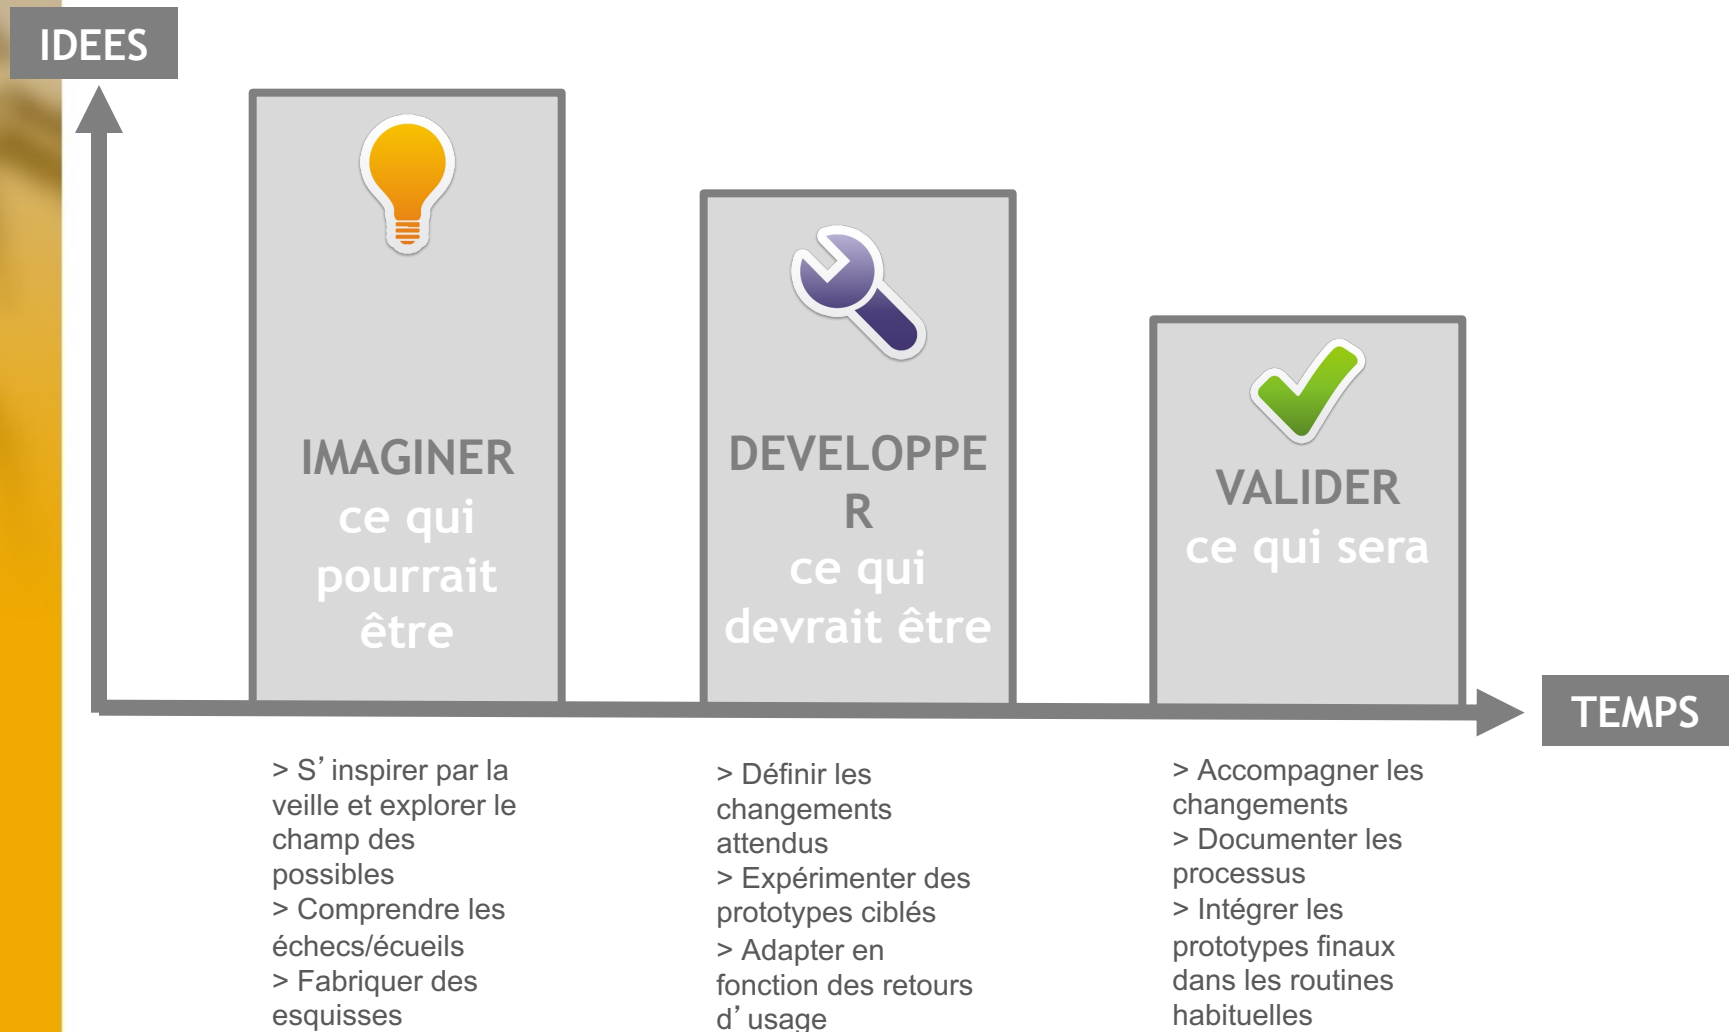 IDEES
IMAGINER
ce qui
pourrait
être
DEVELOPPE
R
ce qui
devrait être
VALIDER
ce qui sera
TEMPS
> S’inspirer par la
veille et explorer le
champ des
possibles
> Comprendre les
échecs/écueils
> Fabriquer des
esquisses
> Définir les
changements
attendus
> Expérimenter des
prototypes ciblés
> Adapter en
fonction des retours
d’usage
> Accompagner les
changements
> Documenter les
processus
> Intégrer les
prototypes finaux
dans les routines
habituelles